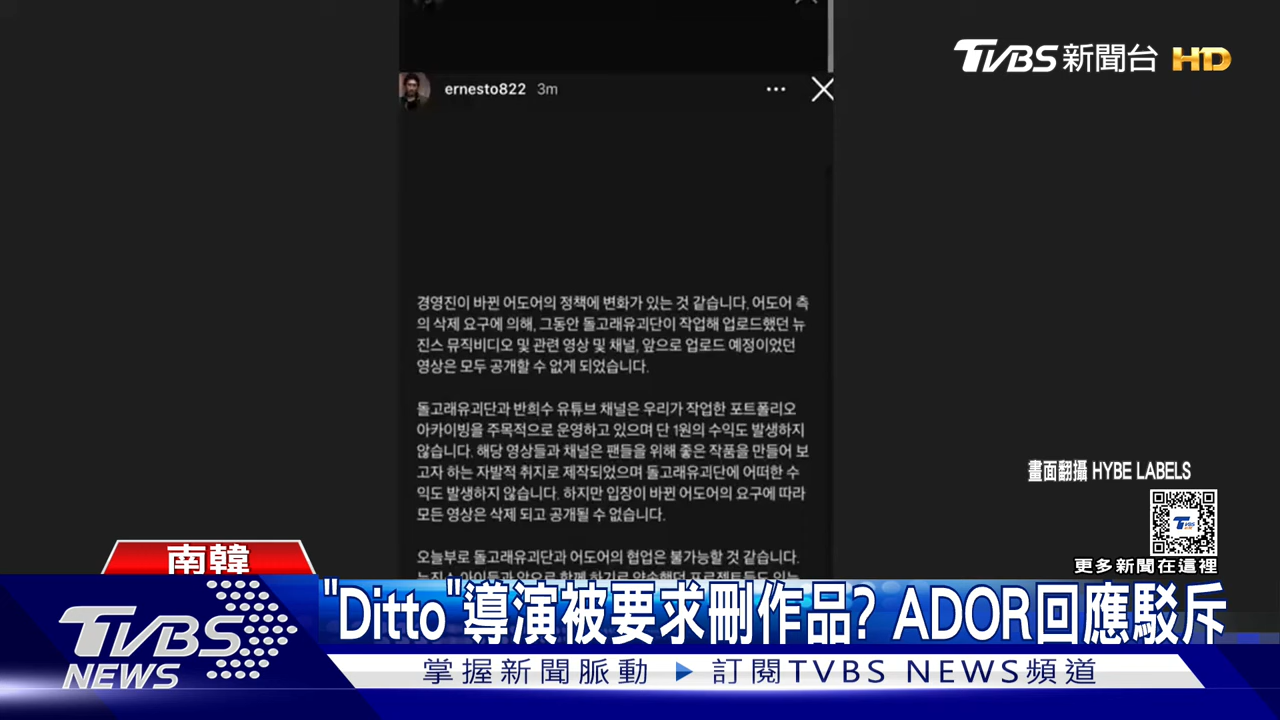 TVBS新聞台 HD
ernesto822 3m
경영진이 바뀐 어도어의 정책에 변화가 있는 것 같습니다. 어도어 측
의 삭제 요구에 의해, 그동안 돌고래유괴단이 작업해 업로드했던 뉴
진스 뮤직비디오 및 관련 영상 및 채널, 앞으로 업로드 예정이었던
영상은 모두 공개할 수 없게 되었습니다.
돌고래유괴단과 반희수 유튜브 채널은 우리가 작업한 포트폴리오
아카이빙을 주목적으로 운영하고 있으며 단 1원의 수익도 발생하지
않습니다. 해당 영상들과 채널은 팬들을 위해 좋은 작품을 만들어 보
고자 하는 자발적 취지로 제작되었으며 돌고래유괴단에 어떠한 수
익도 발생하지 않습니다. 하지만 입장이 바뀐 어도어의 요구에 따라
모든 영상은 삭제 되고 공개될 수 없습니다.
오늘부로 돌고래유괴단과 어도어의 협업은 불가능할 것 같습니다.
畫面翻攝 HYBE LABELS
TVBS
更多新聞在這裡
南韓
"Ditto"導演被要求刪作品? ADOR回應駁斥
TVBS NEWS
掌握新聞脈動 ▶ 訂閱TVBS NEWS頻道